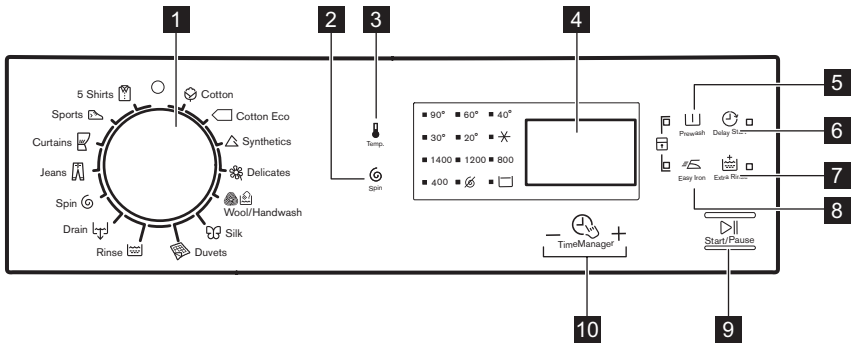 1
2
3
4
5
6
7
8
9
10
5 Shirts
Sports
Curtains
Jeans
Spin
Drain
Rinse
Cotton
Cotton Eco
Synthetics
Delicates
Wool/Handwash
Silk
Duvets
Temp.
Spin
90° 60° 40°
30° 20°
1400 1200 800
400
TimeManager
Prewash
Delay Start
Easy Iron
Extra Rinse
Start/Pause